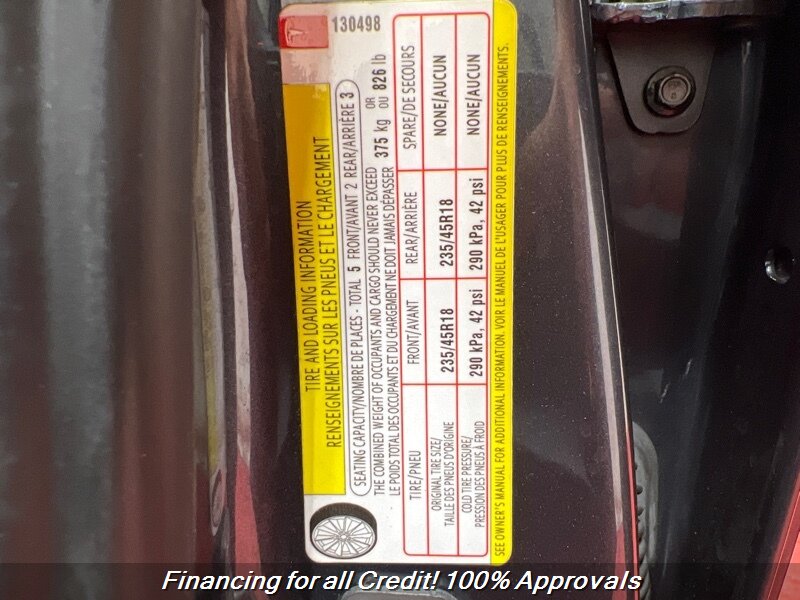 130498
TIRE AND LOADING INFORMATION
RENSEIGNEMENTS SUR LES PNEUS ET LE CHARGEMENT
SEATING CAPACITY/NOMBRE DE PLACES - TOTAL 5 FRONT/AVANT 2 REAR/ARRIÈRE 3
THE COMBINED WEIGHT OF OCCUPANTS AND CARGO SHOULD NEVER EXCEED 375 kg OR 826 lb
LE POIDS TOTAL DES OCCUPANTS ET DU CHARGEMENT NE DOIT JAMAIS DÉPASSER OU
TIRE/PNEU FRONT/AVANT REAR/ARRIÈRE SPARE/DE SECOURS
ORIGINAL TIRE SIZE/
TAILLE DES PNEUS D'ORIGINE 235/45R18 235/45R18 NONE/AUCUN
COLD TIRE PRESSURE/
PRESSION DES PNEUS À FROID 290 kPa, 42 psi 290 kPa, 42 psi NONE/AUCUN
SEE OWNER'S MANUAL FOR ADDITIONAL INFORMATION. VOIR LE MANUEL DE L'USAGER POUR PLUS DE RENSEIGNEMENTS.
Financing for all Credit! 100% Approvals